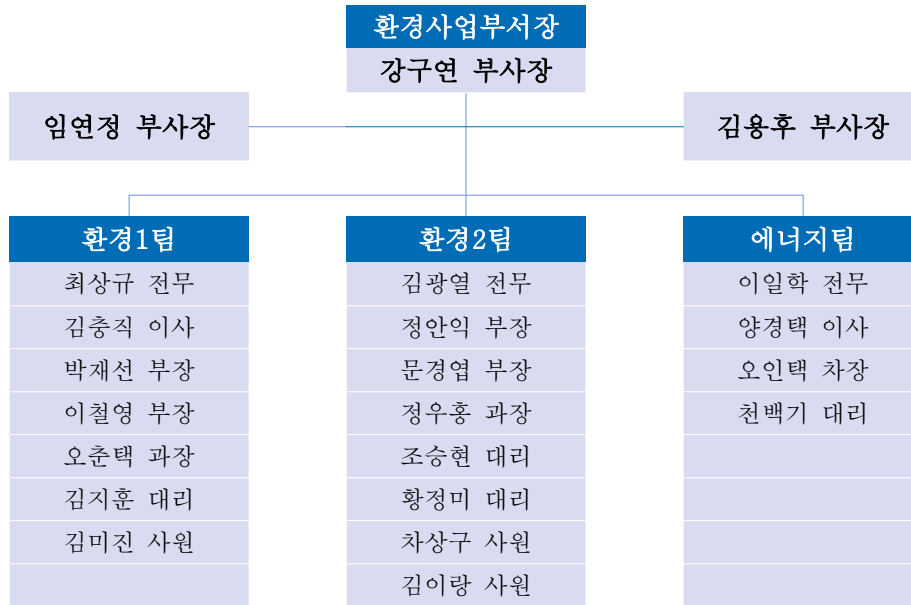 환경사업부서장
강구연 부사장
임연정 부사장
김용후 부사장
환경1팀
최상규 전무
김충직 이사
박재선 부장
이철영 부장
오춘택 과장
김지훈 대리
김미진 사원
환경2팀
김광열 전무
정안익 부장
문경엽 부장
정우홍 과장
조승현 대리
황정미 대리
차상구 사원
김이랑 사원
에너지팀
이일학 전무
양경택 이사
오인택 차장
천백기 대리